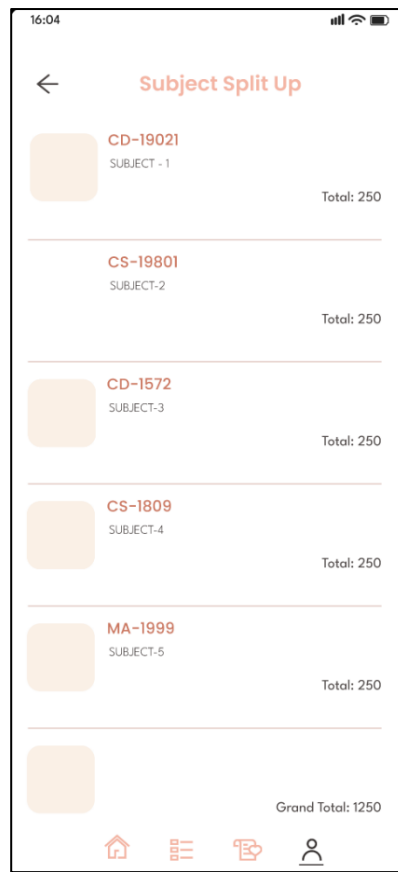 16:04
Subject Split Up
CD-19021
SUBJECT - 1
Total: 250
CS-19801
SUBJECT-2
Total: 250
CD-1572
SUBJECT-3
Total: 250
CS-1809
SUBJECT-4
Total: 250
MA-1999
SUBJECT-5
Total: 250
Grand Total: 1250